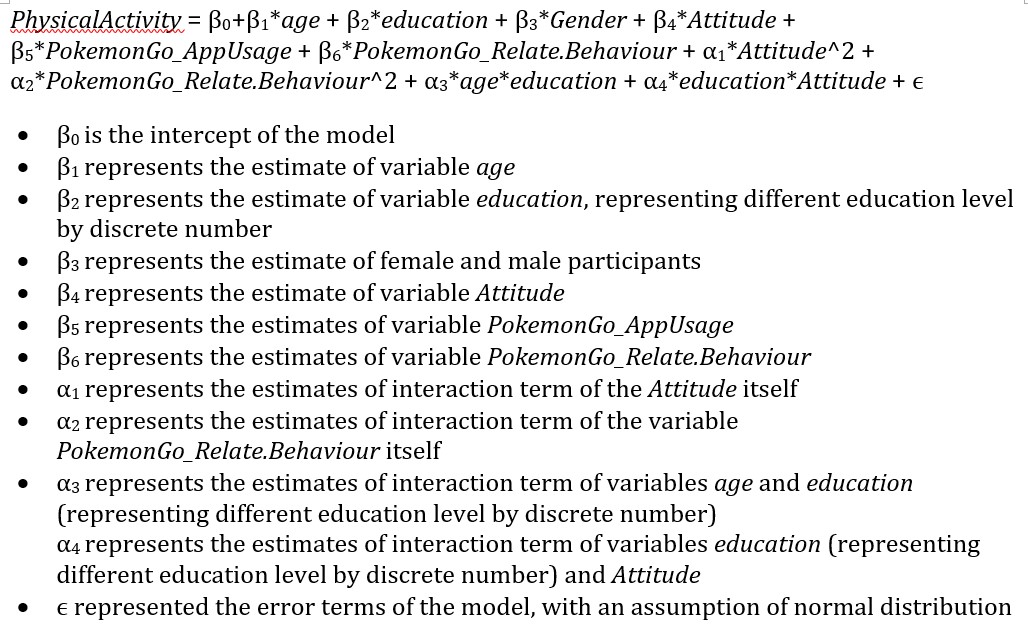 PhysicalActivity = β₀+β₁*age + β₂*education + β₃*Gender + β₄*Attitude +
β₅*PokemonGo_AppUsage + β₆*PokemonGo_Relate.Behaviour + α₁*Attitude^2 +
α₂*PokemonGo_Relate.Behaviour^2 + α₃*age*education + α₄*education*Attitude + ϵ
• β₀ is the intercept of the model
• β₁ represents the estimate of variable age
• β₂ represents the estimate of variable education, representing different education level
by discrete number
• β₃ represents the estimate of female and male participants
• β₄ represents the estimate of variable Attitude
• β₅ represents the estimates of variable PokemonGo_AppUsage
• β₆ represents the estimates of variable PokemonGo_Relate.Behaviour
• α₁ represents the estimates of interaction term of the Attitude itself
• α₂ represents the estimates of interaction term of the variable
PokemonGo_Relate.Behaviour itself
• α₃ represents the estimates of interaction term of variables age and education
(representing different education level by discrete number)
α₄ represents the estimates of interaction term of variables education (representing
different education level by discrete number) and Attitude
• ϵ represented the error terms of the model, with an assumption of normal distribution